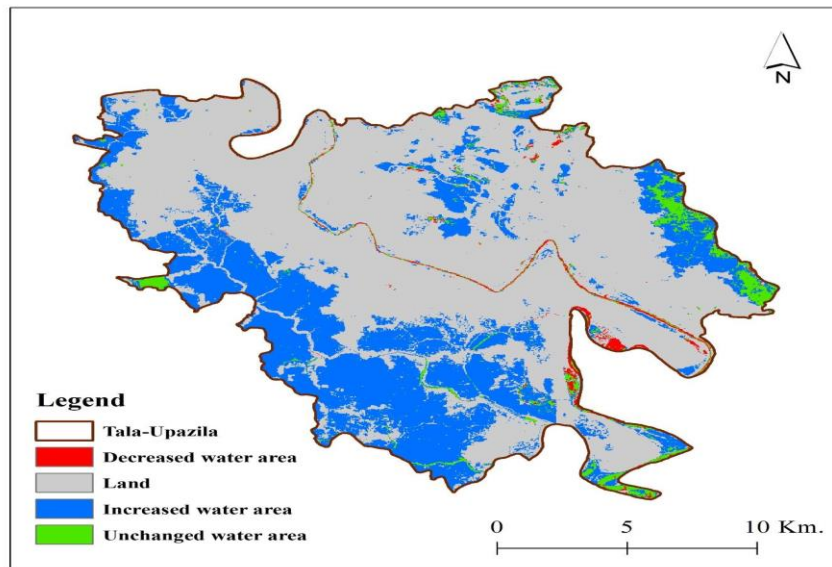 N
Legend
Tala-Upazila
Decreased water area
Land
Increased water area
Unchanged water area
0 5 10 Km.